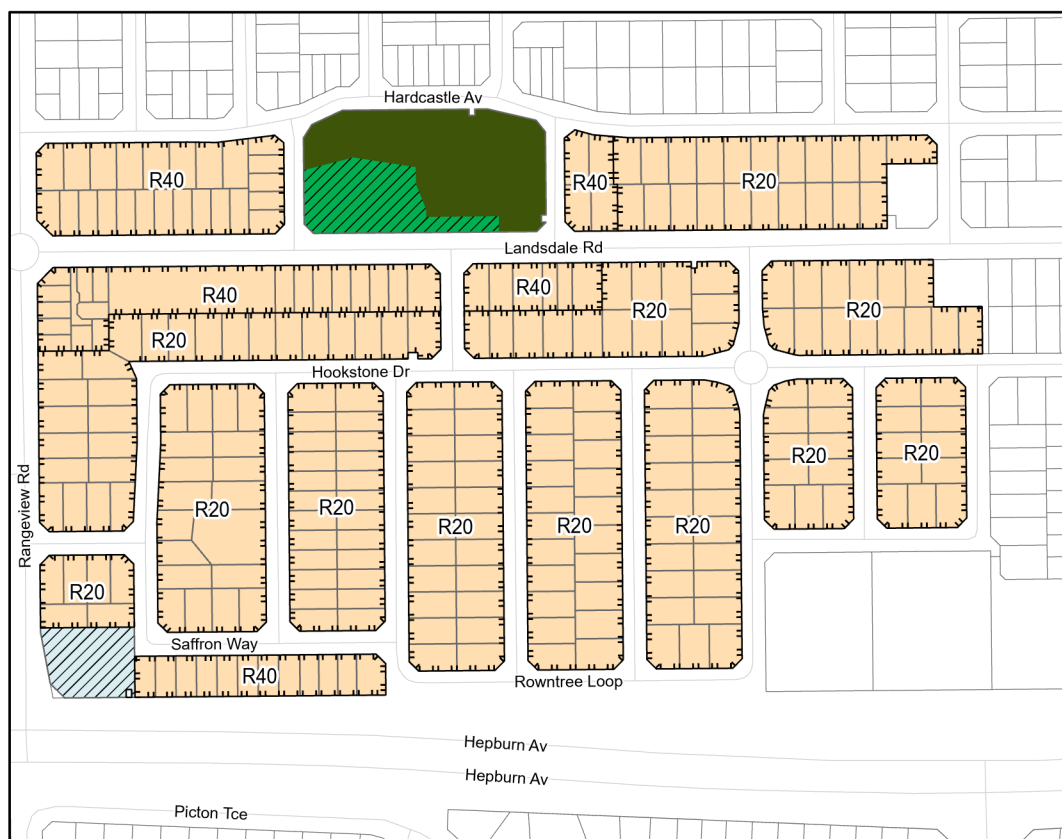 Hardcastle Av
R40
R40
R20
Landsdale Rd
R40
R40
R20
R20
R20
Hookstone Dr
R20
R20
Rangeview Rd
R20
R20
R20
R20
R20
R20
Saffron Way
R40
Rowntree Loop
Hepburn Av
Hepburn Av
Picton Tce